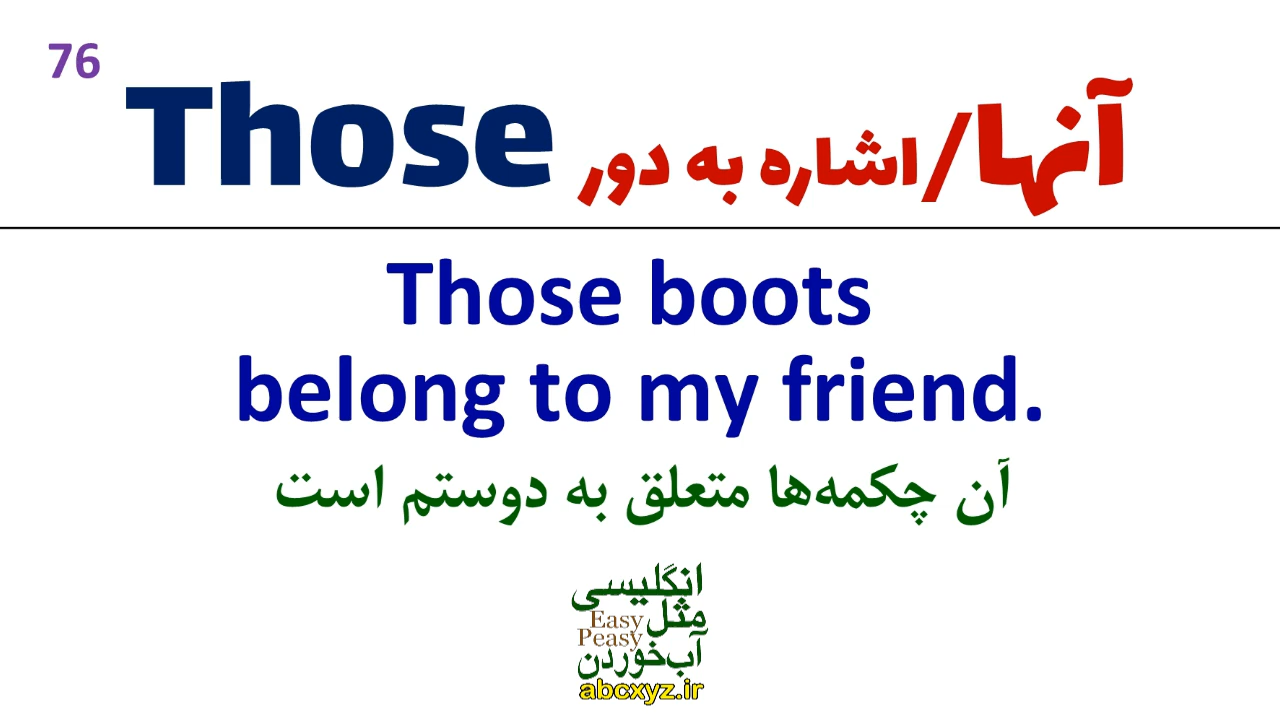 76
Those آنها/اشاره به دور
Those boots
belong to my friend.
آن چکمه‌ها متعلق به دوستم است
انگلیسی
مثل
Easy
Peasy
آب‌خوردن
abcxyz.ir